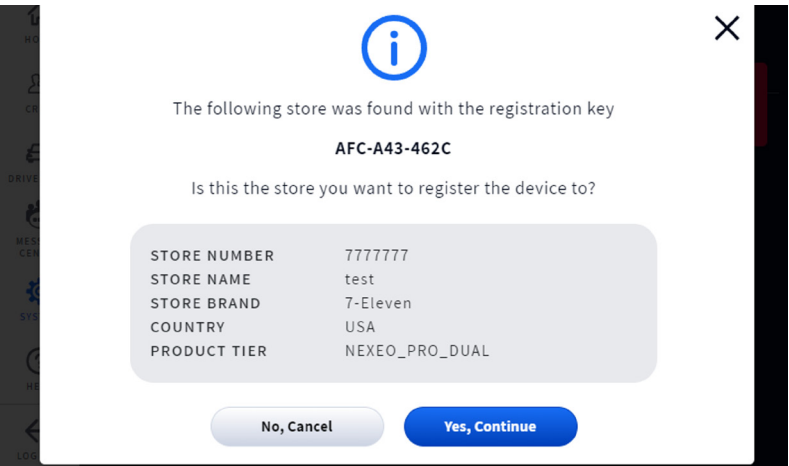 The following store was found with the registration key
AFC-A43-462C
Is this the store you want to register the device to?
STORE NUMBER 7777777
STORE NAME test
STORE BRAND 7-Eleven
COUNTRY USA
PRODUCT TIER NEXEO_PRO_DUAL
No, Cancel Yes, Continue